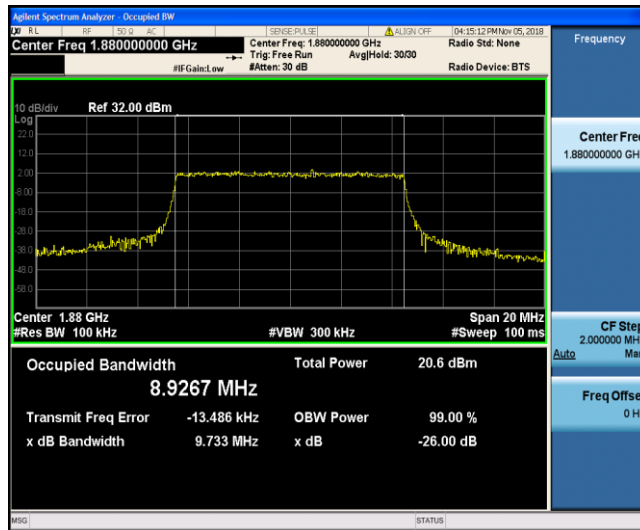 Agilent Spectrum Analyzer - Occupied BW
LXI RL RF 50 Ω AC SENSE:PULSE ALIGN OFF 04:15:12 PM Nov 05, 2018
Center Freq 1.880000000 GHz
Center Freq: 1.880000000 GHz
Radio Std: None
Trig: Free Run Avg|Hold: 30/30
#IFGain:Low #Atten: 30 dB Radio Device: BTS
Frequency
10 dB/div Ref 32.00 dBm
Log
22.0
12.0
2.00
-8.00
-18.0
-28.0
-38.0
-48.0
-58.0
Center 1.88 GHz Span 20 MHz
#Res BW 100 kHz #VBW 300 kHz #Sweep 100 ms
Occupied Bandwidth Total Power 20.6 dBm
8.9267 MHz
Transmit Freq Error -13.486 kHz OBW Power 99.00 %
x dB Bandwidth 9.733 MHz x dB -26.00 dB
Center Fre
1.880000000 GH
CF Step
2.000000 MH
Auto Ma
Freq Offse
0 H
MSG STATUS